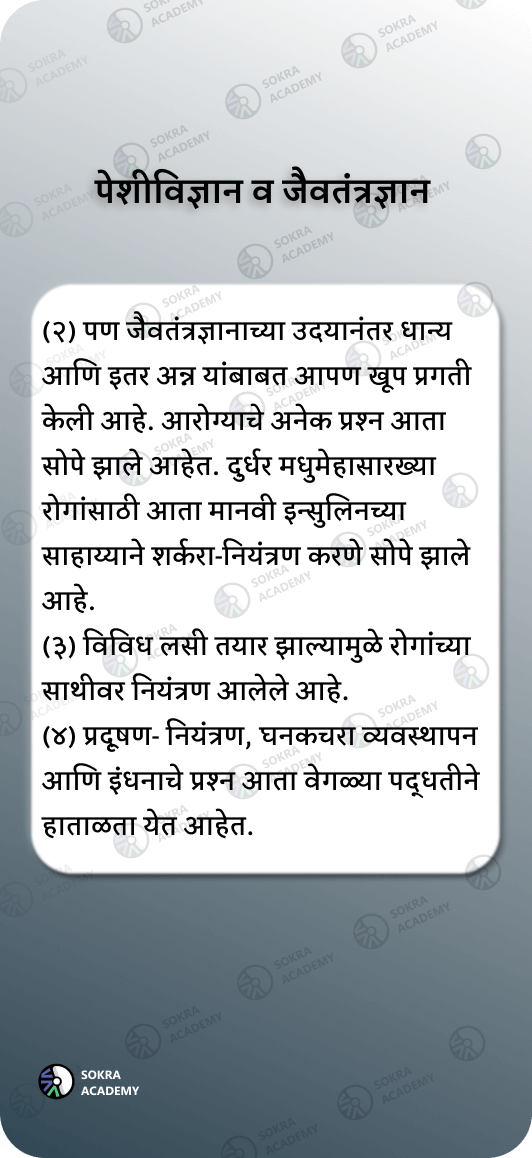 पेशीविज्ञान व जैवतंत्रज्ञान
(२) पण जैवतंत्रज्ञानाच्या उदयानंतर धान्य
आणि इतर अन्न यांबाबत आपण खूप प्रगती
केली आहे. आरोग्याचे अनेक प्रश्न आता
सोपे झाले आहेत. दुर्धर मधुमेहासारख्या
रोगांसाठी आता मानवी इन्सुलिनच्या
साहाय्याने शर्करा-नियंत्रण करणे सोपे झाले
आहे.
(३) विविध लसी तयार झाल्यामुळे रोगांच्या
साथीवर नियंत्रण आलेले आहे.
(४) प्रदूषण- नियंत्रण, घनकचरा व्यवस्थापन
आणि इंधनाचे प्रश्न आता वेगळ्या पद्धतीने
हाताळता येत आहेत.
SOKRA
ACADEMY